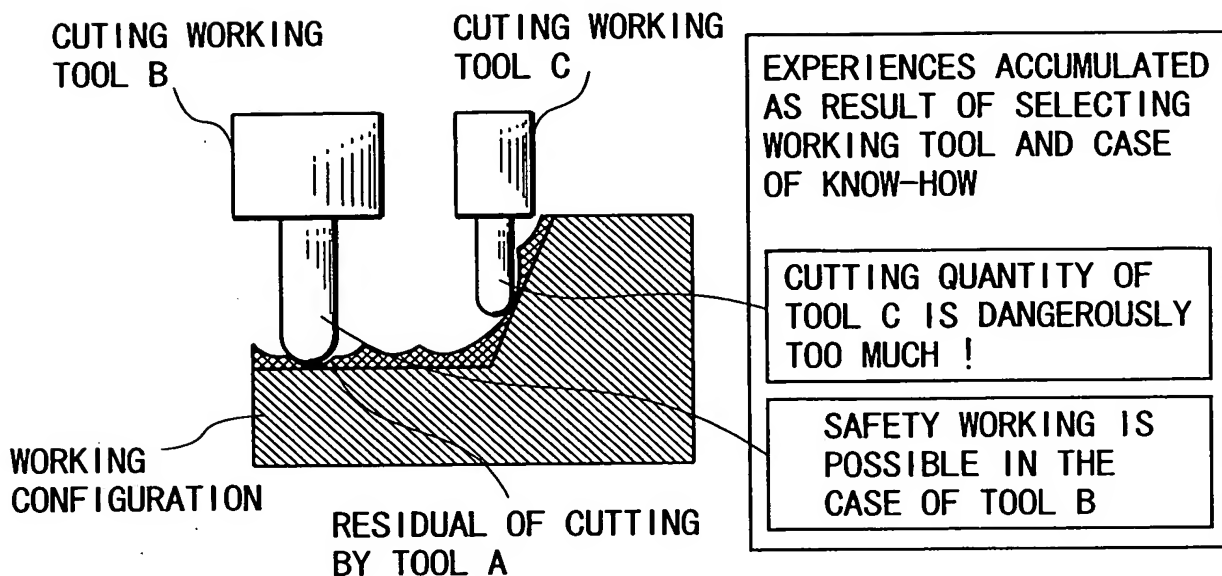 CUTING WORKING
TOOL B
CUTING WORKING
TOOL C
EXPERIENCES ACCUMULATED
AS RESULT OF SELECTING
WORKING TOOL AND CASE
OF KNOW-HOW
CUTTING QUANTITY OF
TOOL C IS DANGEROUSLY
TOO MUCH !
SAFETY WORKING IS
POSSIBLE IN THE
CASE OF TOOL B
WORKING
CONFIGURATION
RESIDUAL OF CUTTING
BY TOOL A